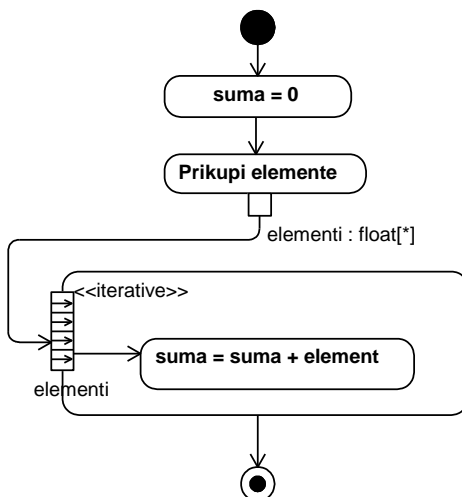 suma = 0
Prikupi elemente
elementi : float[*]
<<iterative>>
suma = suma + element
elementi